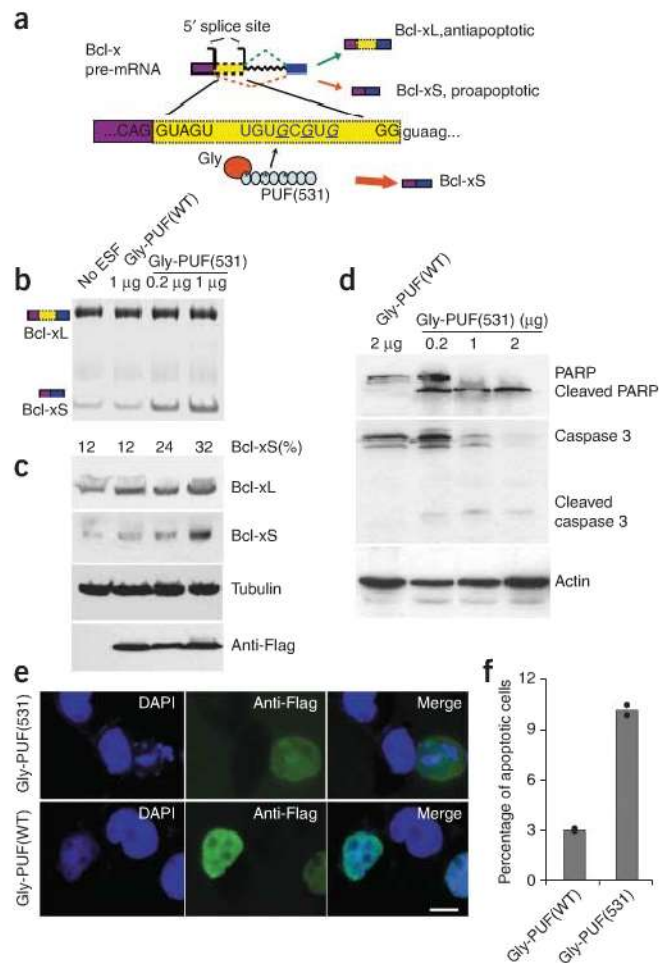 a
5′ splice site
Bcl-x
pre-mRNA
Bcl-xL,antiapoptotic
Bcl-xS, proapoptotic
...CAG GUAGU UGUGCGUG GG guaag...
Gly
PUF(531)
Bcl-xS
b
No ESF
Gly-PUF(WT)
Gly-PUF(531)
1 µg 0.2 µg 1 µg
Bcl-xL
Bcl-xS
12 12 24 32 Bcl-xS(%)
c
Bcl-xL
Bcl-xS
Tubulin
Anti-Flag
d
Gly-PUF(WT)
Gly-PUF(531) (µg)
2 µg 0.2 1 2
PARP
Cleaved PARP
Caspase 3
Cleaved
caspase 3
Actin
e
Gly-PUF(531)
DAPI Anti-Flag Merge
Gly-PUF(WT)
DAPI Anti-Flag Merge
f
Percentage of apoptotic cells
12
9
6
3
0
Gly-PUF(WT)
Gly-PUF(531)